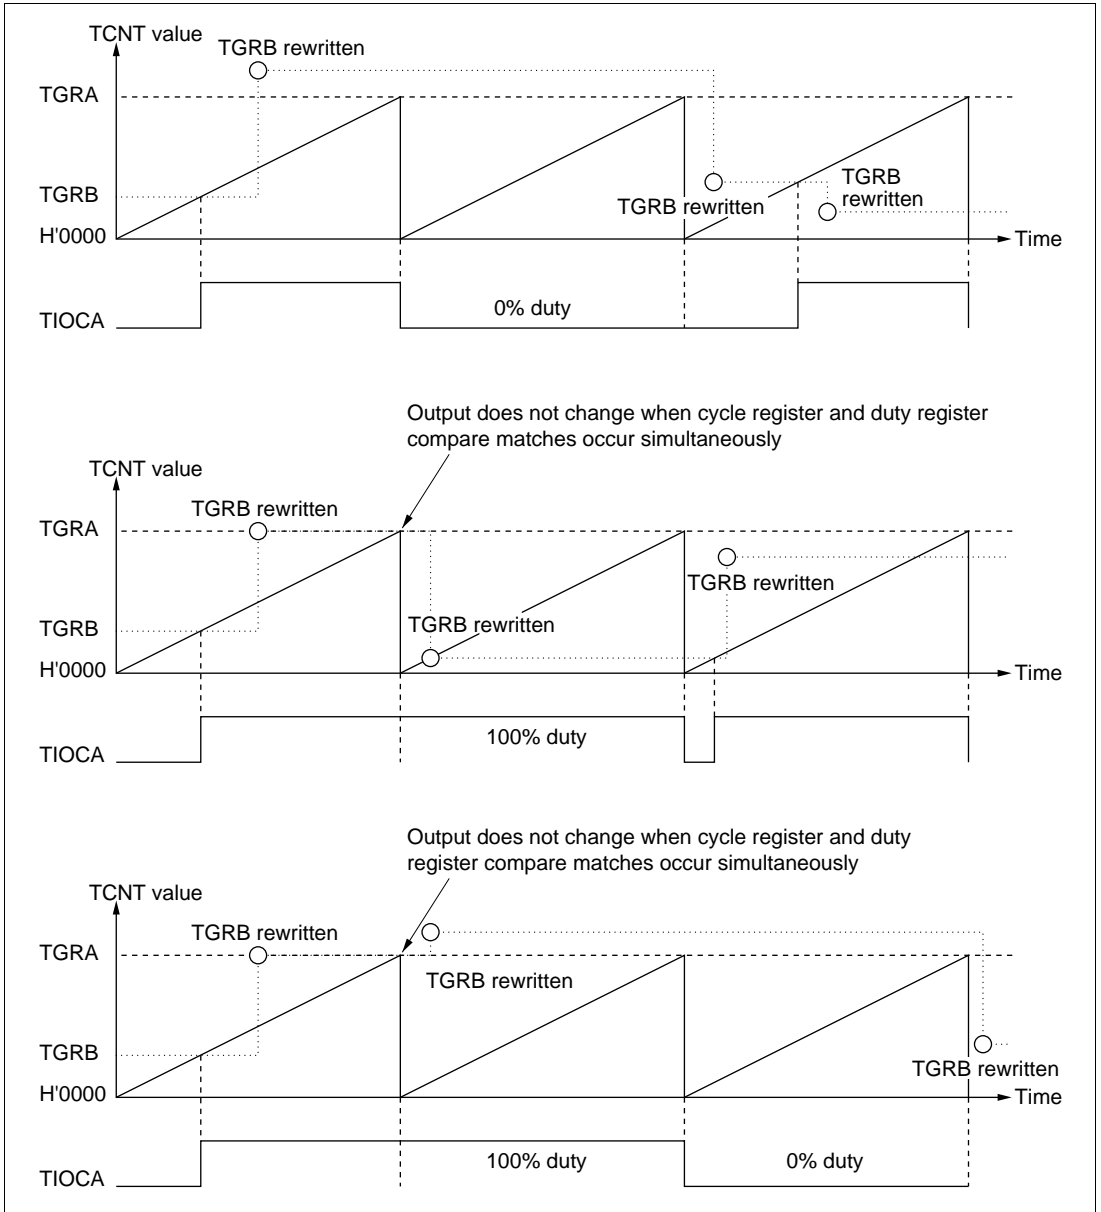 TCNT value
TGRB rewritten
TGRA
TGRB
TGRB
rewritten
TGRB rewritten
H'0000
Time
0% duty
TIOCA
Output does not change when cycle register and duty register
compare matches occur simultaneously
TCNT value
TGRB rewritten
TGRA
TGRB rewritten
TGRB
TGRB rewritten
H'0000
Time
100% duty
TIOCA
Output does not change when cycle register and duty
register compare matches occur simultaneously
TCNT value
TGRB rewritten
TGRA
TGRB rewritten
TGRB
TGRB rewritten
H'0000
Time
100% duty
0% duty
TIOCA